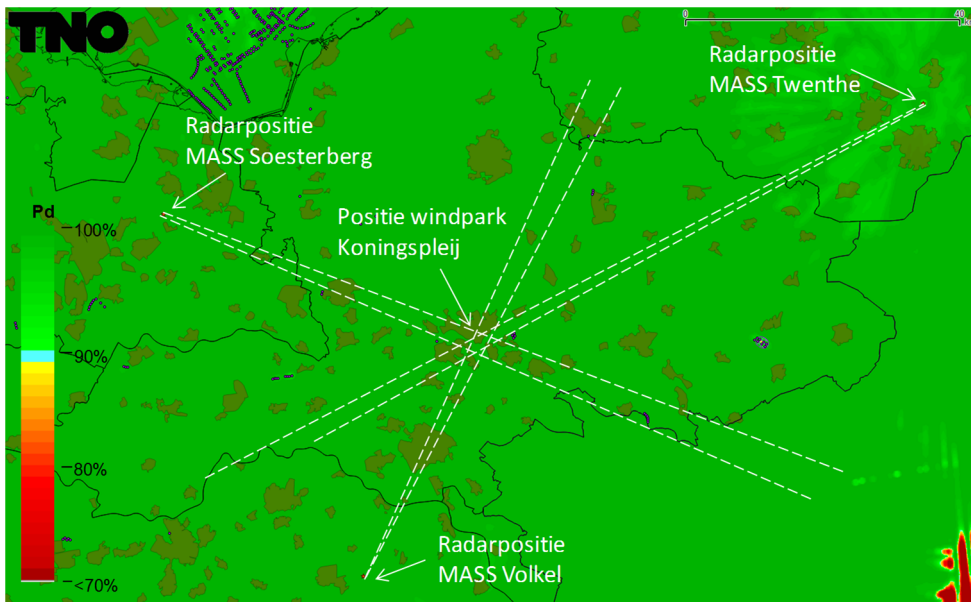 TNO
0
40
Radarpositie
MASS Twenthe
Radarpositie
MASS Soesterberg
Positie windpark
Koningspleij
Pd
100%
90%
80%
<70%
Radarpositie
MASS Volkel